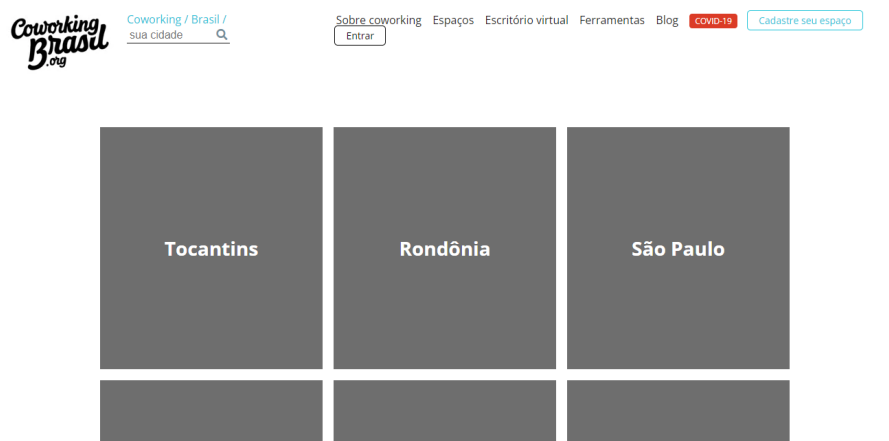 Coworking
Brasil
.org
Coworking / Brasil /
sua cidade
Sobre coworking Espaços Escritório virtual Ferramentas Blog COVID-19 Cadastre seu espaço
Entrar
Tocantins Rondônia São Paulo